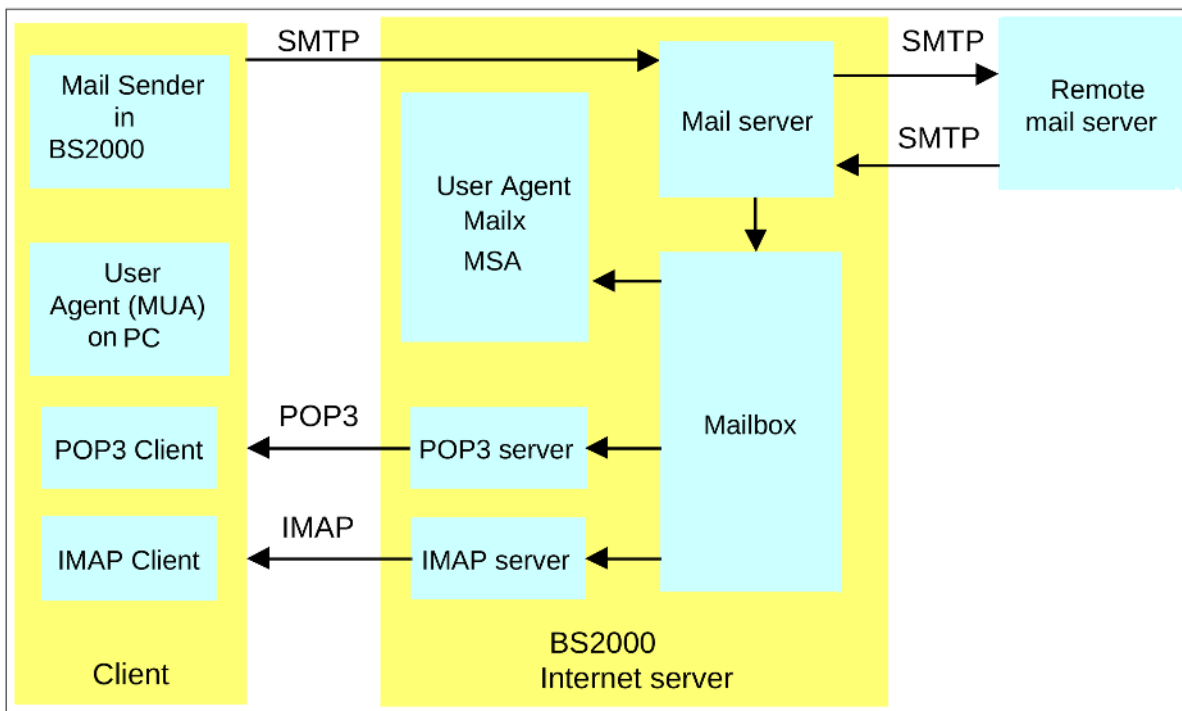 SMTP
SMTP
Mail Sender
in
BS2000
Mail server
Remote
mail server
SMTP
User Agent
Mailx
MSA
User
Agent (MUA)
on PC
Mailbox
POP3
POP3 Client
POP3 server
IMAP
IMAP Client
IMAP server
Client
BS2000
Internet server